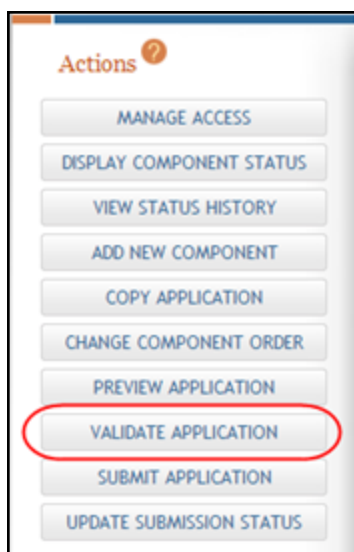 Actions ?
MANAGE ACCESS
DISPLAY COMPONENT STATUS
VIEW STATUS HISTORY
ADD NEW COMPONENT
COPY APPLICATION
CHANGE COMPONENT ORDER
PREVIEW APPLICATION
VALIDATE APPLICATION
SUBMIT APPLICATION
UPDATE SUBMISSION STATUS